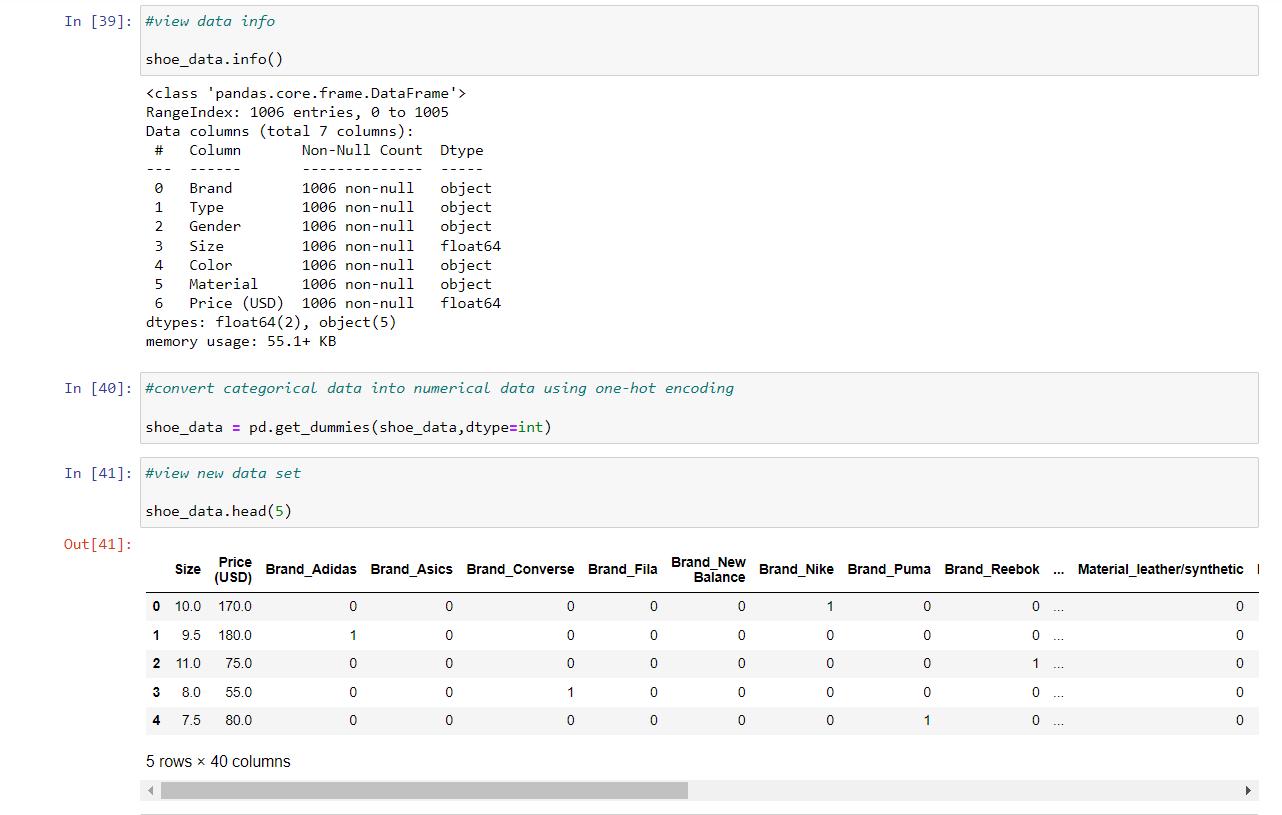 In [39]: #view data info
shoe_data.info()
<class 'pandas.core.frame.DataFrame'>
RangeIndex: 1006 entries, 0 to 1005
Data columns (total 7 columns):
 #   Column       Non-Null Count  Dtype
---  ------       --------------  -----
 0   Brand        1006 non-null   object
 1   Type         1006 non-null   object
 2   Gender       1006 non-null   object
 3   Size         1006 non-null   float64
 4   Color        1006 non-null   object
 5   Material     1006 non-null   object
 6   Price (USD)  1006 non-null   float64
dtypes: float64(2), object(5)
memory usage: 55.1+ KB
In [40]: #convert categorical data into numerical data using one-hot encoding
shoe_data = pd.get_dummies(shoe_data,dtype=int)
In [41]: #view new data set
shoe_data.head(5)
Out[41]:
Size Price (USD) Brand_Adidas Brand_Asics Brand_Converse Brand_Fila Brand_New Balance Brand_Nike Brand_Puma Brand_Reebok ... Material_leather/synthetic
0 10.0 170.0 0 0 0 0 0 1 0 0 ... 0
1 9.5 180.0 1 0 0 0 0 0 0 0 ... 0
2 11.0 75.0 0 0 0 0 0 0 0 1 ... 0
3 8.0 55.0 0 0 1 0 0 0 0 0 ... 0
4 7.5 80.0 0 0 0 0 0 0 1 0 ... 0
5 rows × 40 columns